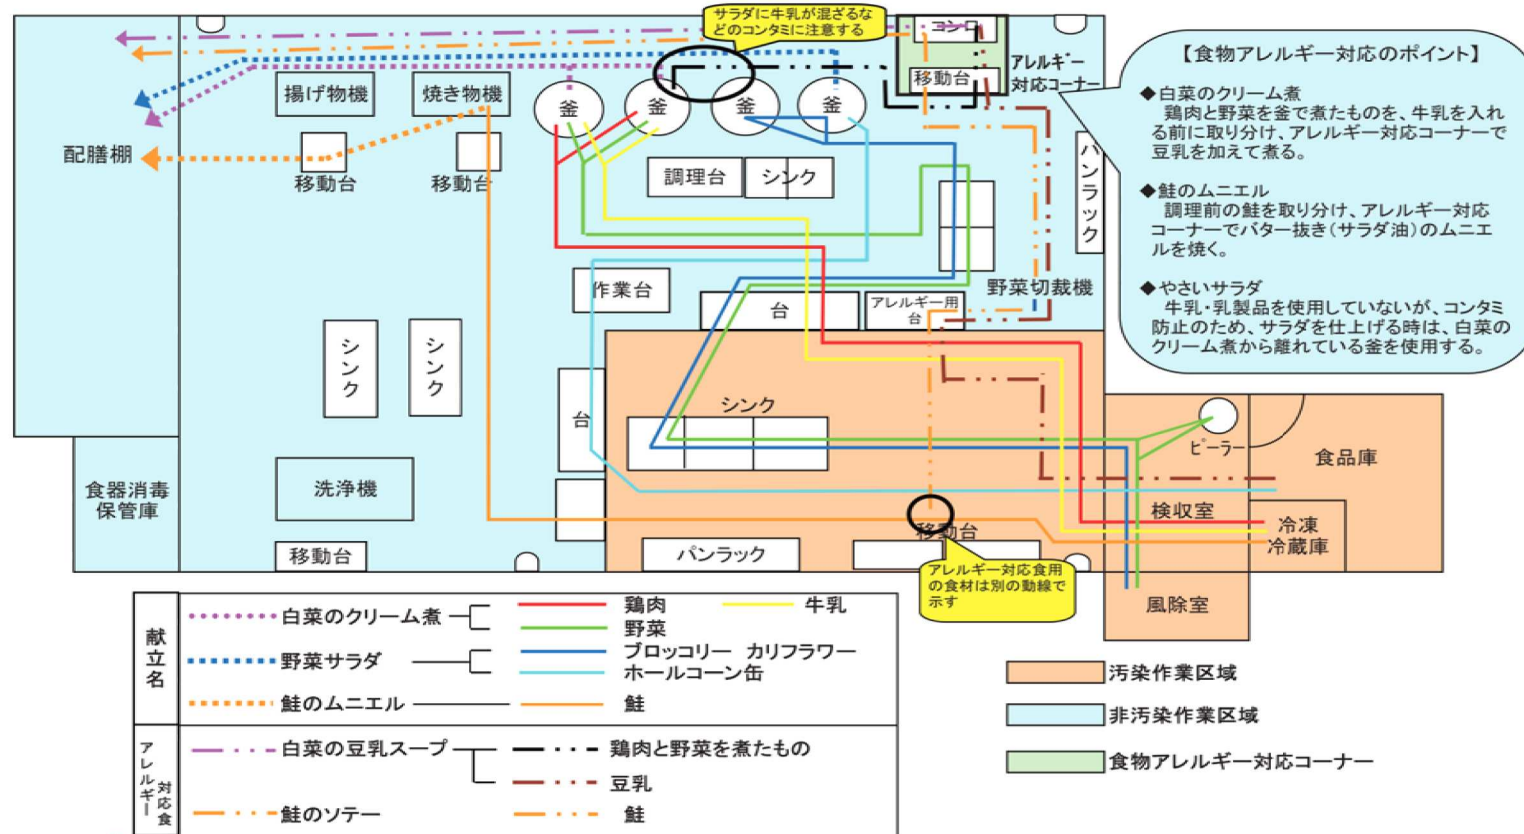 サラダに牛乳が混ざるな
どのコンタミに注意する
コンロ
移動台
アレルギー
対応コーナー
揚げ物機
焼き物機
釜
釜
釜
釜
配膳棚
移動台
移動台
調理台
シンク
パンラック
作業台
台
アレルギー用
台
野菜切裁機
シンク
シンク
台
シンク
ピーラー
食品庫
食器消毒
保管庫
洗浄機
移動台
パンラック
移動台
検収室
冷凍
冷蔵庫
風除室
アレルギー対応食用
の食材は別の動線で
示す
【食物アレルギー対応のポイント】
◆白菜のクリーム煮
鶏肉と野菜を釜で煮たものを、牛乳を入れ
る前に取り分け、アレルギー対応コーナーで
豆乳を加えて煮る。
◆鮭のムニエル
調理前の鮭を取り分け、アレルギー対応
コーナーでバター抜き(サラダ油)のムニエ
ルを焼く。
◆やさいサラダ
牛乳・乳製品を使用していないが、コンタミ
防止のため、サラダを仕上げる時は、白菜の
クリーム煮から離れている釜を使用する。
献立名
白菜のクリーム煮
鶏肉
牛乳
野菜
野菜サラダ
ブロッコリー カリフラワー
ホールコーン缶
鮭のムニエル
鮭
アレルギー対応食
白菜の豆乳スープ
鶏肉と野菜を煮たもの
豆乳
鮭のソテー
鮭
汚染作業区域
非汚染作業区域
食物アレルギー対応コーナー